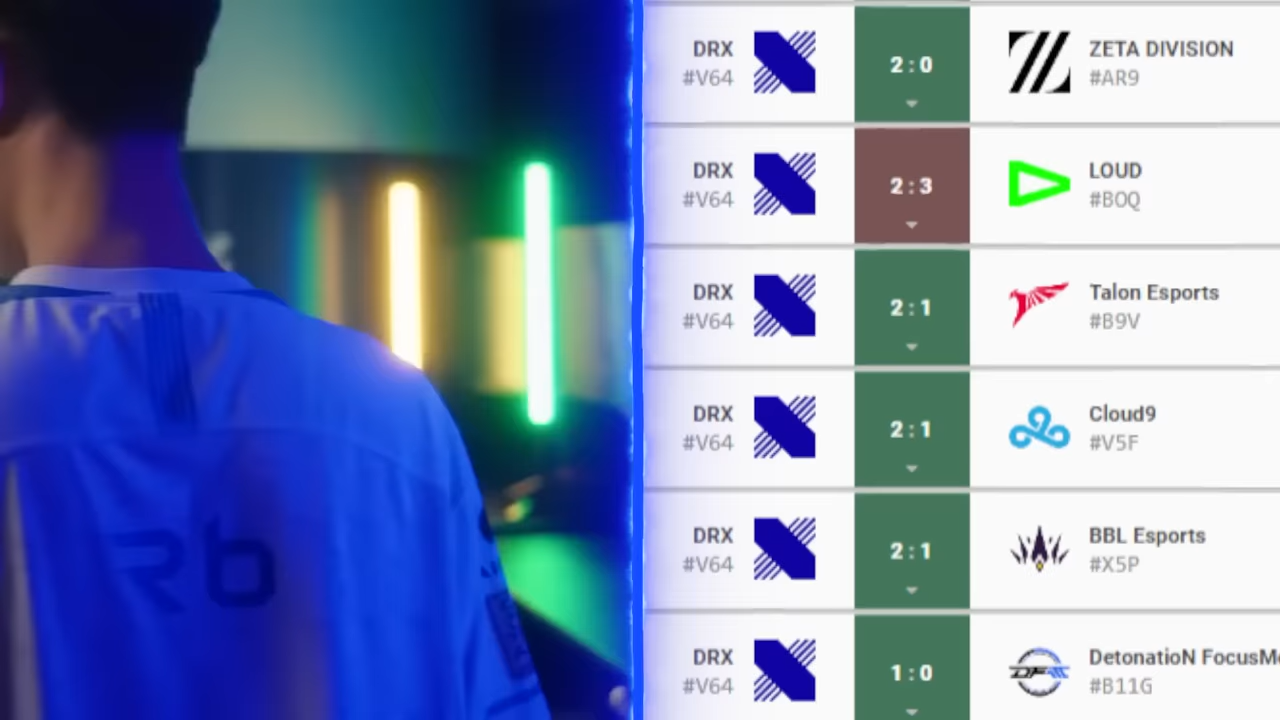 Rb
DRX
#V64
2:0
ZETA DIVISION
#AR9
DRX
#V64
2:3
LOUD
#BOQ
DRX
#V64
2:1
Talon Esports
#B9V
DRX
#V64
2:1
Cloud9
#V5F
DRX
#V64
2:1
BBL Esports
#X5P
DRX
#V64
1:0
DetonatioN FocusMe
#B11G